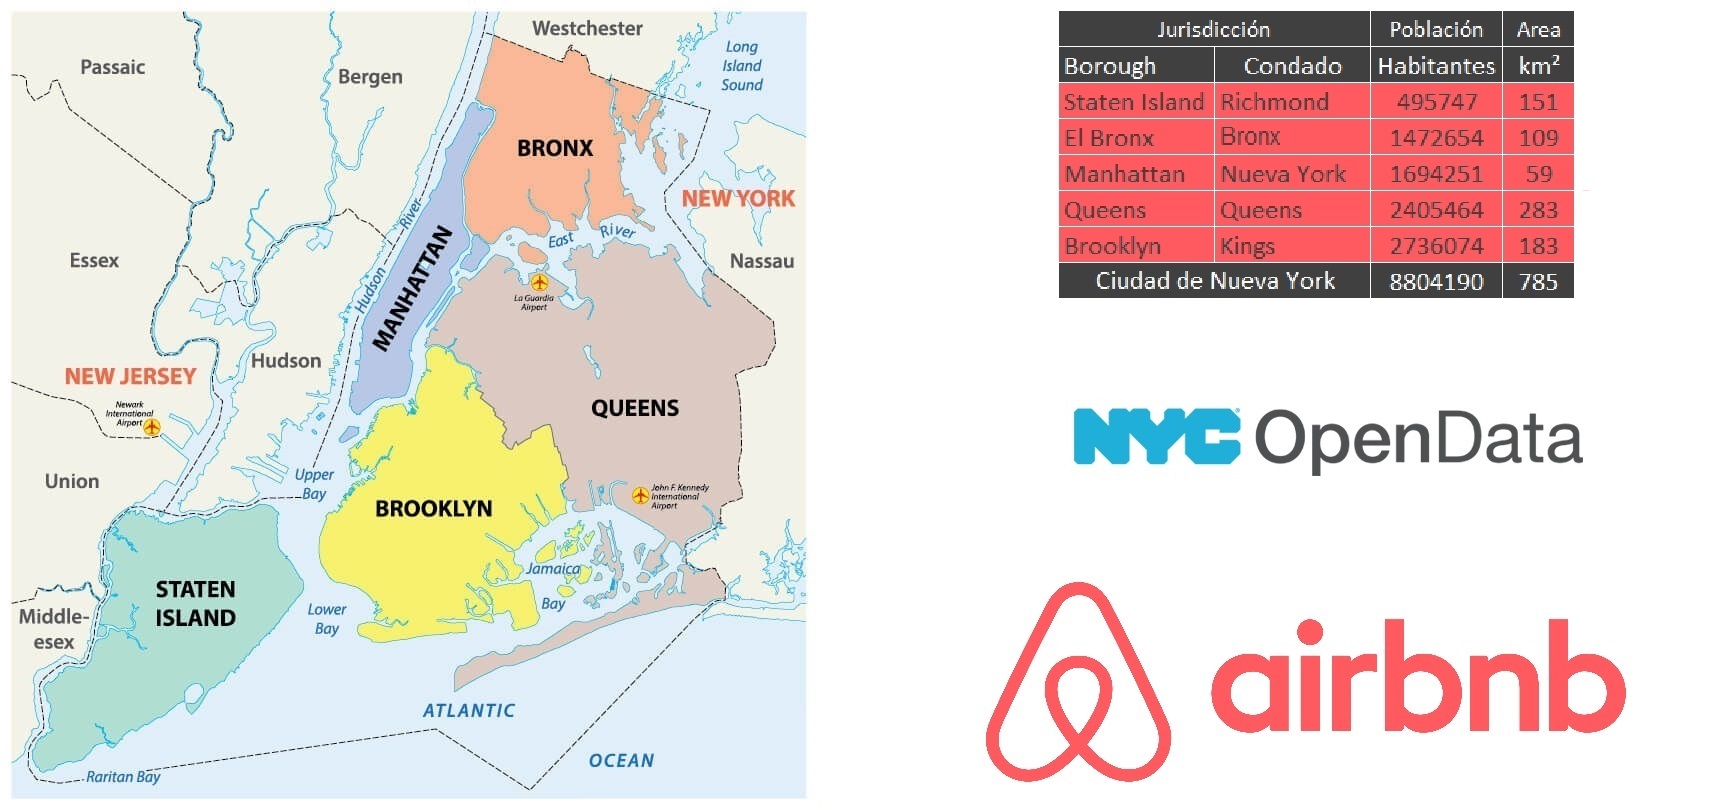 Westchester
Passaic
Bergen
Long
Island
Sound
BRONX
NEW YORK
River
East River
Essex
Nassau
Hudson
MANHATTAN
La Guardia
Airport
Hudson
NEW JERSEY
Newark
International
Airport
QUEENS
Union
Upper
Bay
John F. Kennedy
International
Airport
BROOKLYN
Jamaica
Bay
STATEN
ISLAND
Lower
Bay
Middle-
esex
ATLANTIC
OCEAN
Raritan Bay
Jurisdicción Población Area
Borough Condado Habitantes km²
Staten Island Richmond 495747 151
El Bronx Bronx 1472654 109
Manhattan Nueva York 1694251 59
Queens Queens 2405464 283
Brooklyn Kings 2736074 183
Ciudad de Nueva York 8804190 785
NYC OpenData
airbnb